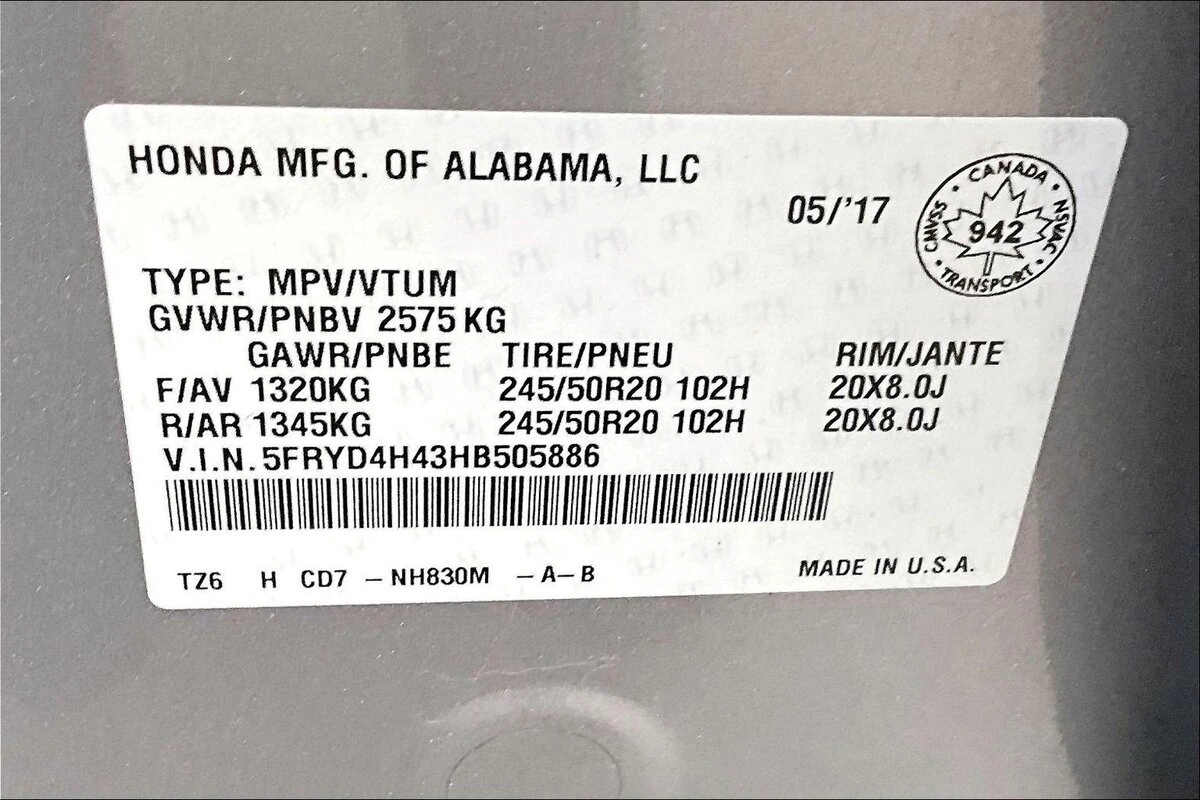 HONDA MFG. OF ALABAMA, LLC
05/'17
CANADA
CMVSS · NSVAC
942
TRANSPORT
TYPE: MPV/VTUM
GVWR/PNBV 2575 KG
GAWR/PNBE TIRE/PNEU RIM/JANTE
F/AV 1320KG 245/50R20 102H 20X8.0J
R/AR 1345KG 245/50R20 102H 20X8.0J
V.I.N. 5FRYD4H43HB505886
TZ6 H CD7 – NH830M – A– B MADE IN U.S.A.